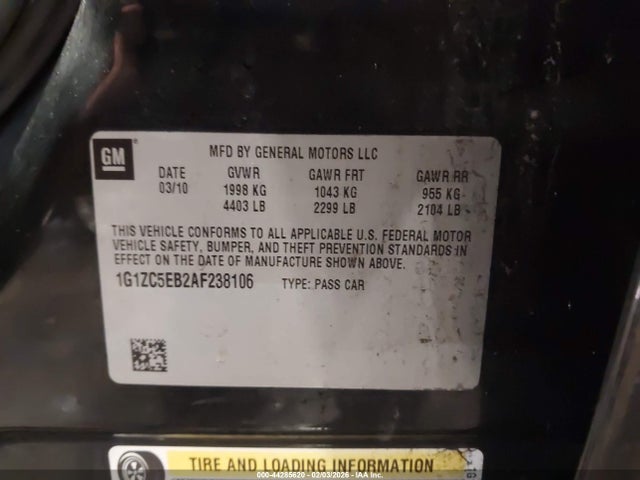 GM
MFD BY GENERAL MOTORS LLC
DATE GVWR GAWR FRT GAWR RR
03/10 1998 KG 1043 KG 955 KG
4403 LB 2299 LB 2104 LB
THIS VEHICLE CONFORMS TO ALL APPLICABLE U.S. FEDERAL MOTOR
VEHICLE SAFETY, BUMPER, AND THEFT PREVENTION STANDARDS IN
EFFECT ON THE DATE OF MANUFACTURE SHOWN ABOVE.
1G1ZC5EB2AF238106 TYPE: PASS CAR
TIRE AND LOADING INFORMATION
000-44285620 - 02/03/2026 - IAA Inc.